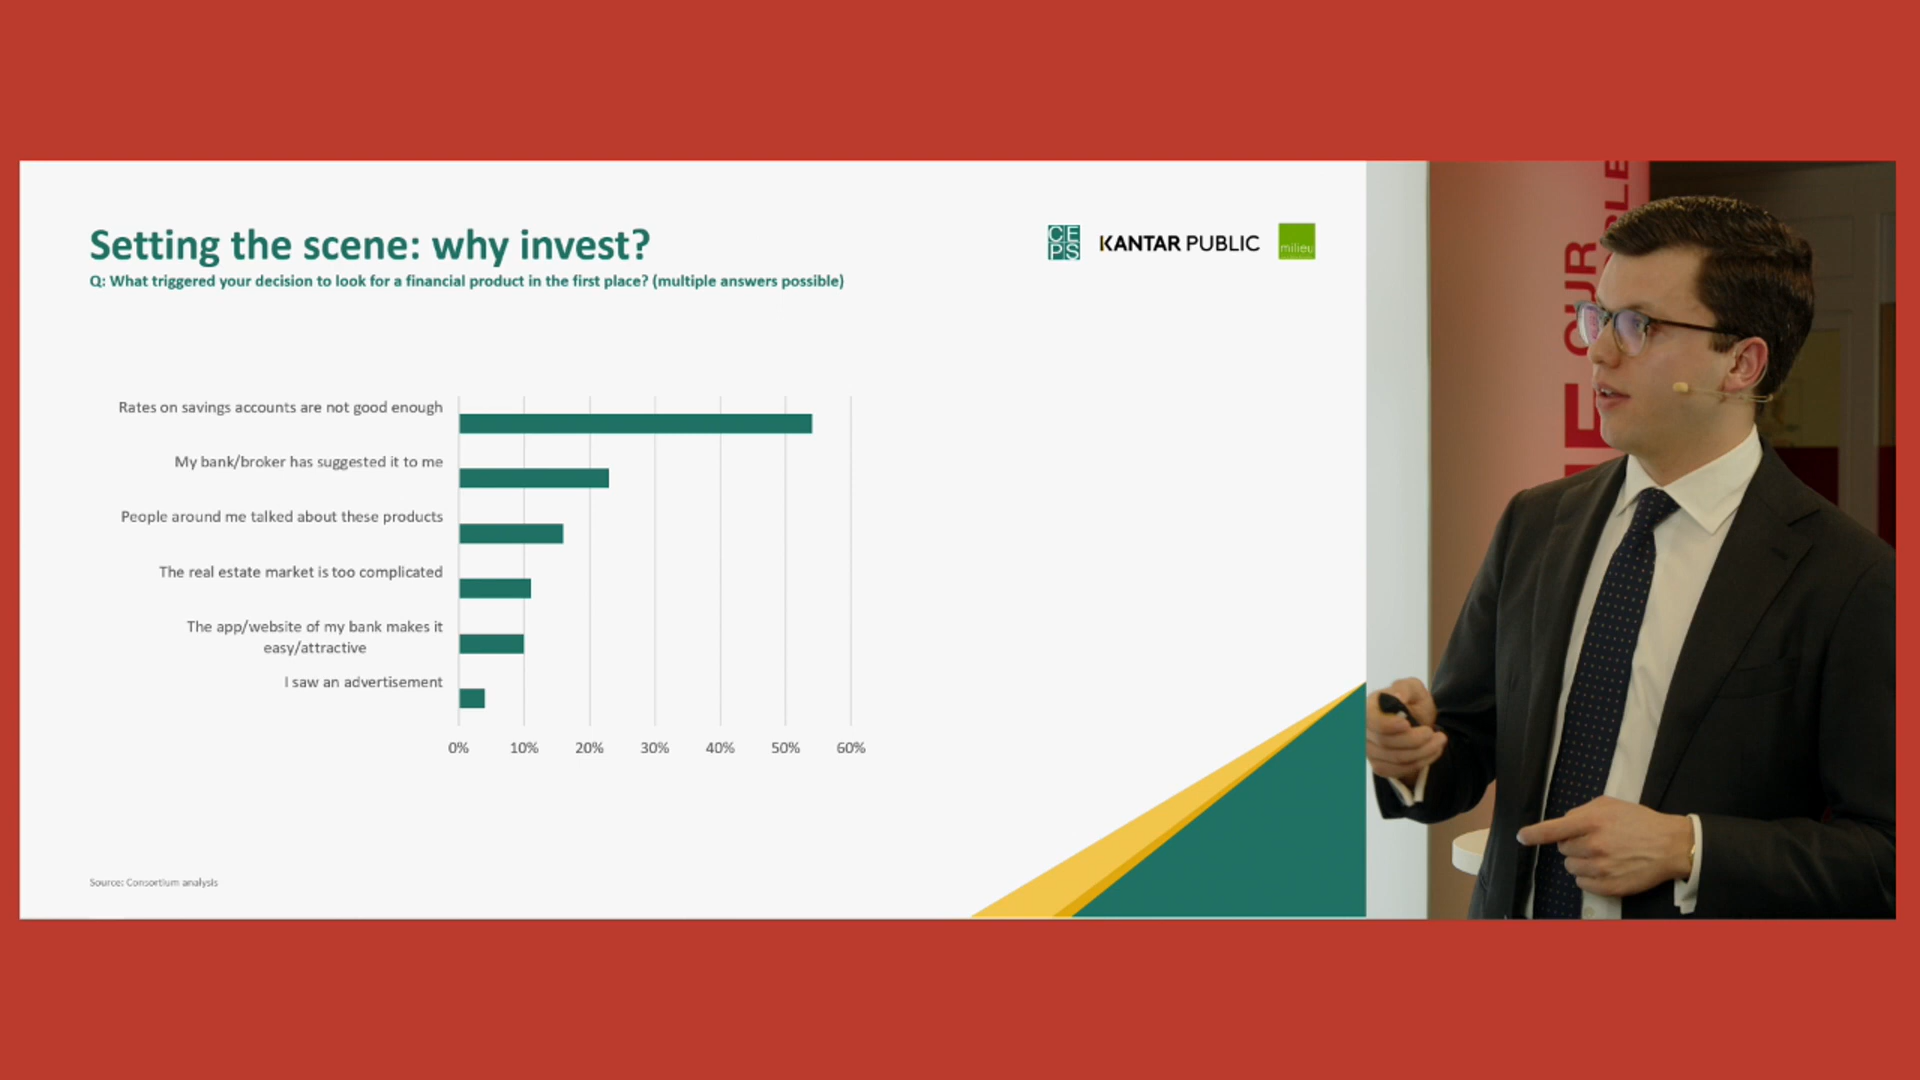 Setting the scene: why invest?
Q: What triggered your decision to look for a financial product in the first place? (multiple answers possible)
CE
PS
KANTAR PUBLIC
milieu
Rates on savings accounts are not good enough
My bank/broker has suggested it to me
People around me talked about these products
The real estate market is too complicated
The app/website of my bank makes it
easy/attractive
I saw an advertisement
0% 10% 20% 30% 40% 50% 60%
Source: Consortium analysis